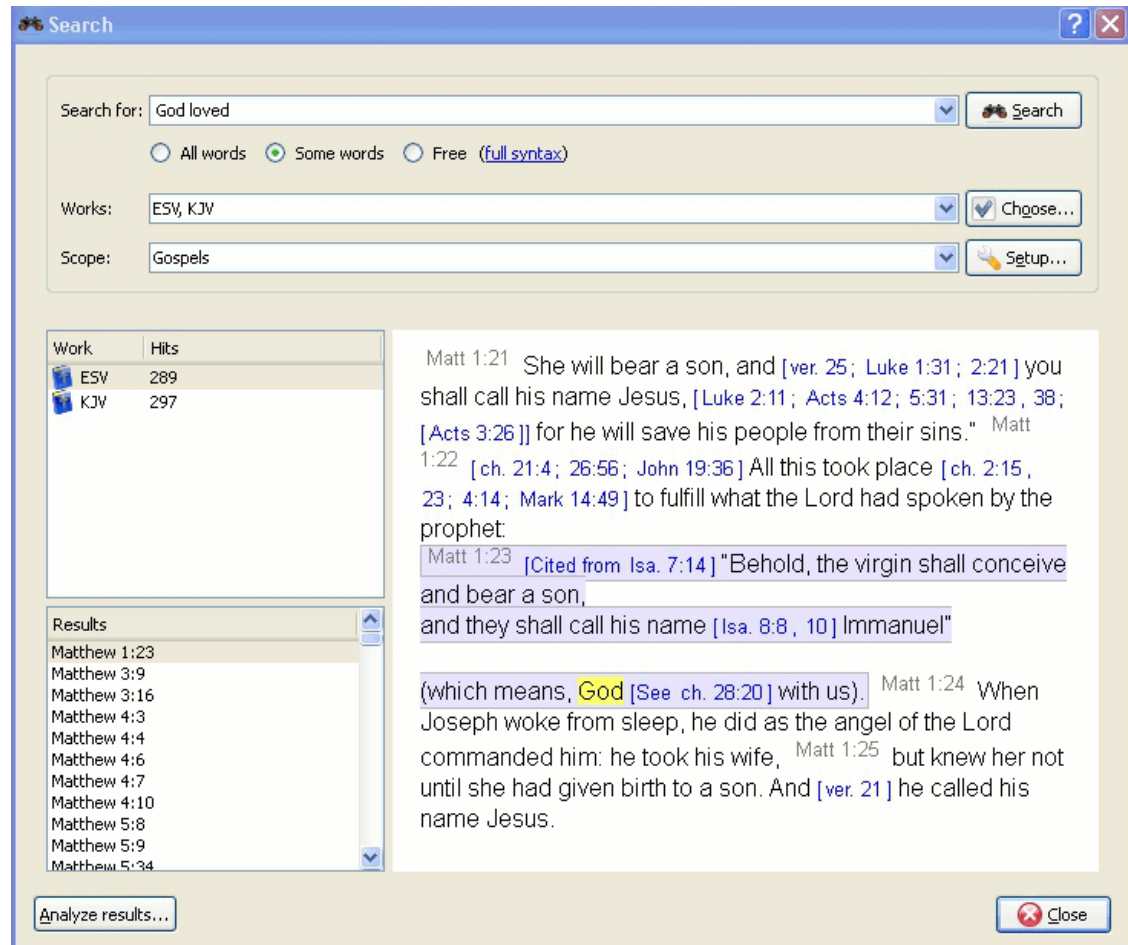 Search
Search for: God loved Search
All words Some words Free (full syntax)
Works: ESV, KJV Choose...
Scope: Gospels Setup...
Work Hits
ESV 289
KJV 297
Results
Matthew 1:23
Matthew 3:9
Matthew 3:16
Matthew 4:3
Matthew 4:4
Matthew 4:6
Matthew 4:7
Matthew 4:10
Matthew 5:8
Matthew 5:9
Matthew 5:34
Matt 1:21 She will bear a son, and [ver. 25; Luke 1:31; 2:21] you
shall call his name Jesus, [Luke 2:11; Acts 4:12; 5:31; 13:23, 38;
[Acts 3:26]] for he will save his people from their sins." Matt
1:22 [ch. 21:4; 26:56; John 19:36] All this took place [ch. 2:15,
23; 4:14; Mark 14:49] to fulfill what the Lord had spoken by the
prophet:
Matt 1:23 [Cited from Isa. 7:14] "Behold, the virgin shall conceive
and bear a son,
and they shall call his name [Isa. 8:8, 10] Immanuel"
(which means, God [See ch. 28:20] with us). Matt 1:24 When
Joseph woke from sleep, he did as the angel of the Lord
commanded him: he took his wife, Matt 1:25 but knew her not
until she had given birth to a son. And [ver. 21] he called his
name Jesus.
Analyze results... Close